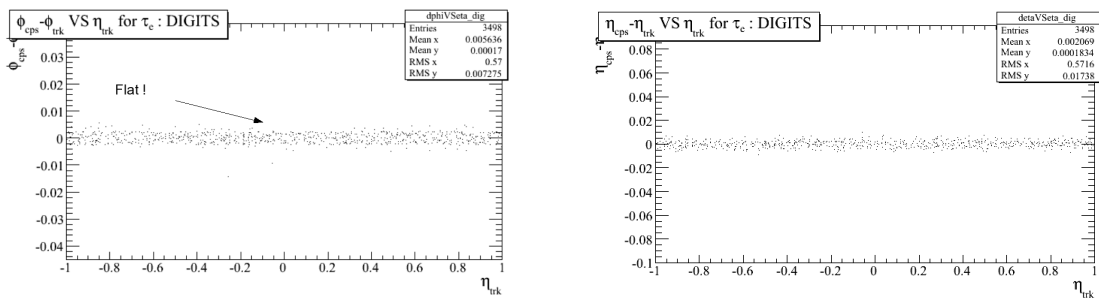 ϕcps-ϕtrk VS ηtrk for τe : DIGITS
dphiVSeta_dig
Entries 3498
Mean x 0.005636
Mean y 0.00017
RMS x 0.57
RMS y 0.007275
Flat !
0.03
0.02
0.01
0
-0.01
-0.02
-0.03
-0.04
-1 -0.8 -0.6 -0.4 -0.2 0 0.2 0.4 0.6 0.8 1
ηtrk
ηcps-ηtrk VS ηtrk for τe : DIGITS
detaVSeta_dig
Entries 3498
Mean x 0.002069
Mean y 0.0001834
RMS x 0.5716
RMS y 0.01738
0.08
0.06
0.04
0.02
0
-0.02
-0.04
-0.06
-0.08
-0.1
-1 -0.8 -0.6 -0.4 -0.2 0 0.2 0.4 0.6 0.8 1
ηtrk